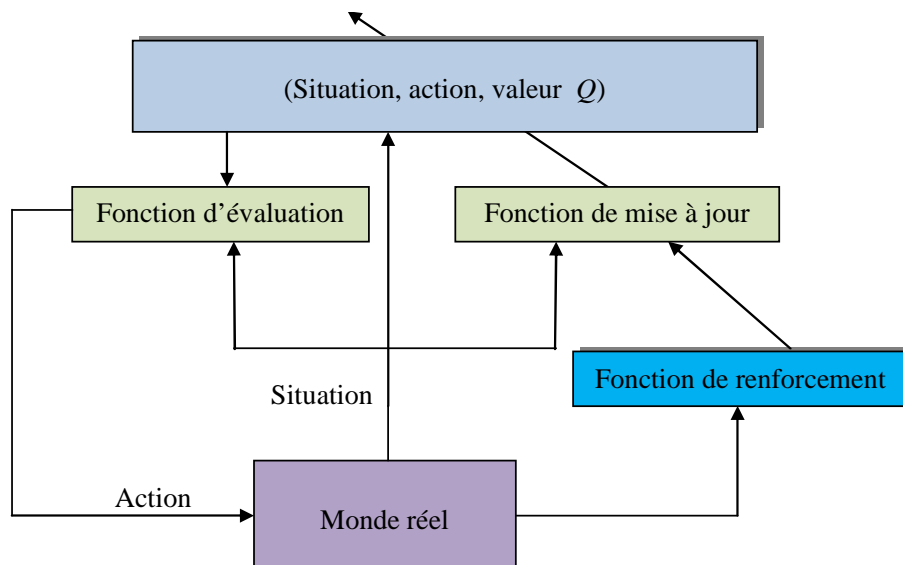 (Situation, action, valeur Q)
Fonction d’évaluation
Fonction de mise à jour
Fonction de renforcement
Situation
Action
Monde réel